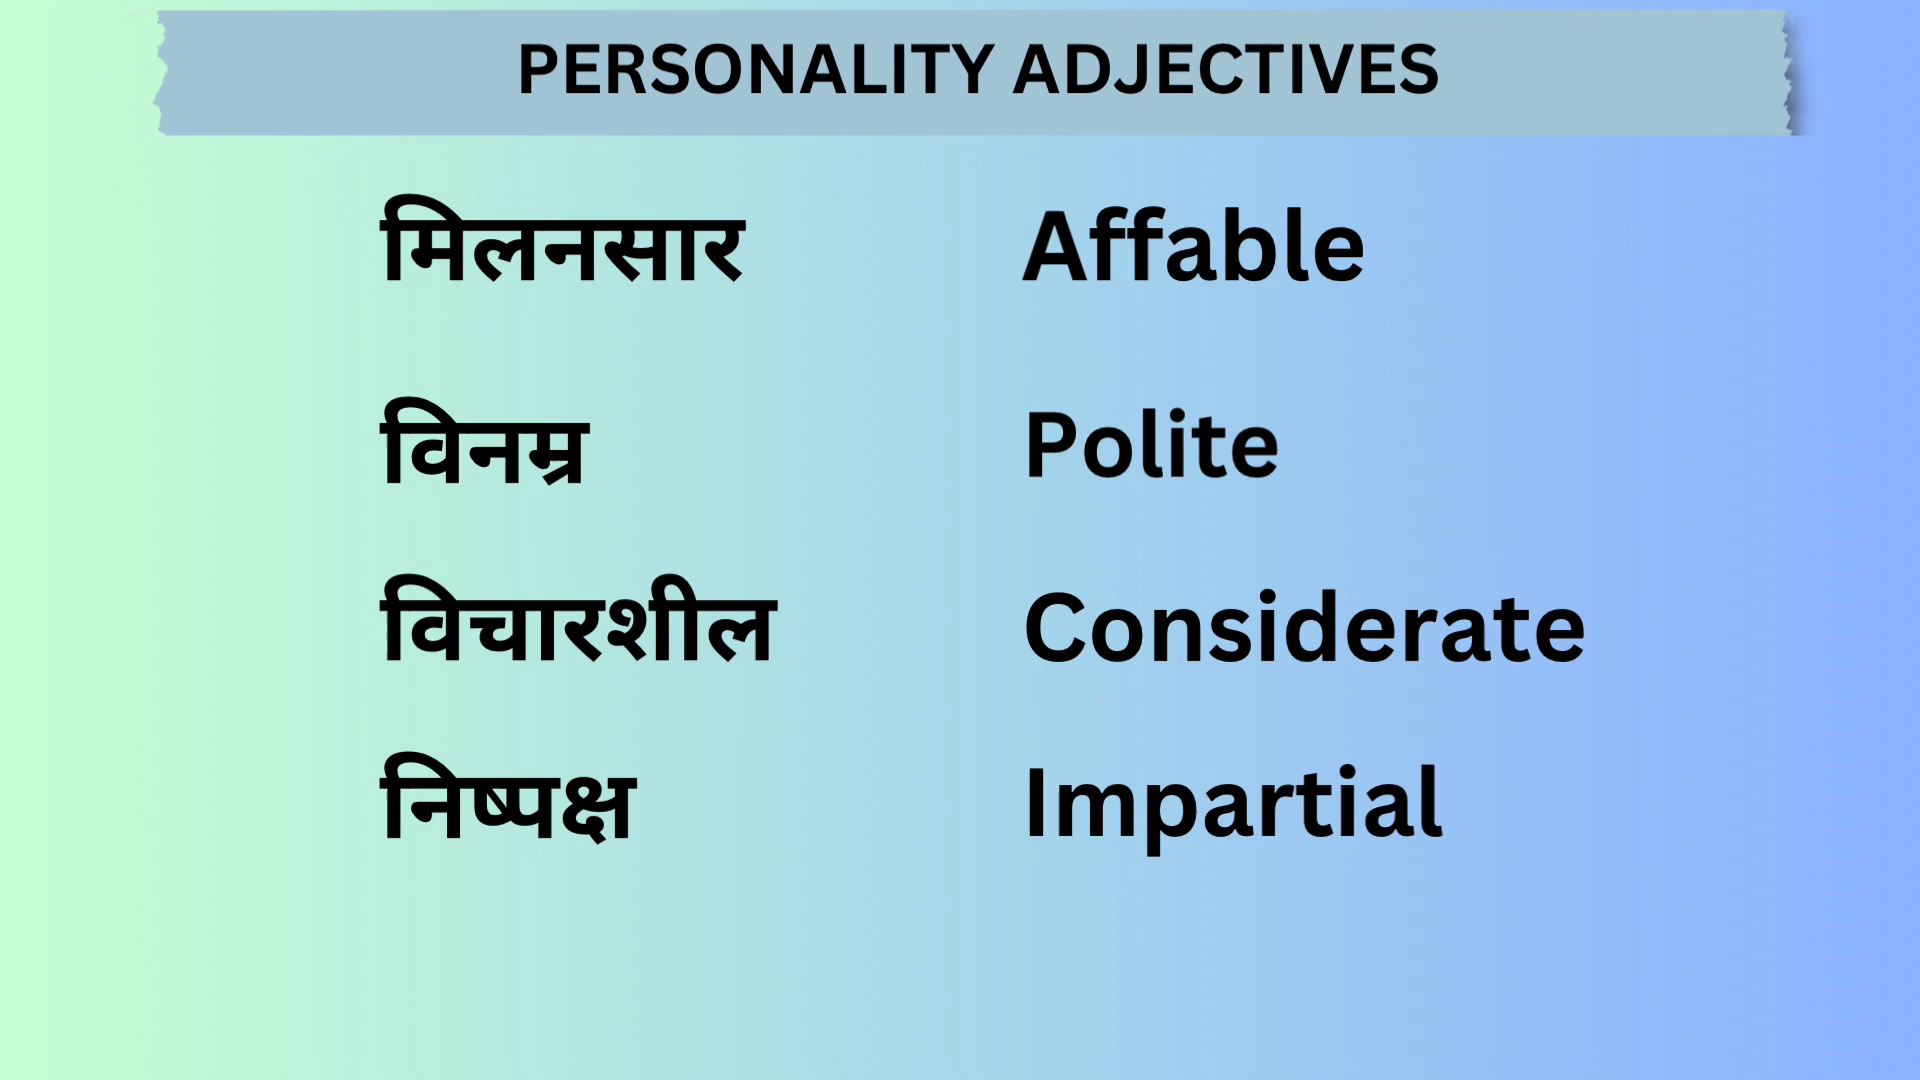 PERSONALITY ADJECTIVES
मिलनसार Affable
विनम्र Polite
विचारशील Considerate
निष्पक्ष Impartial